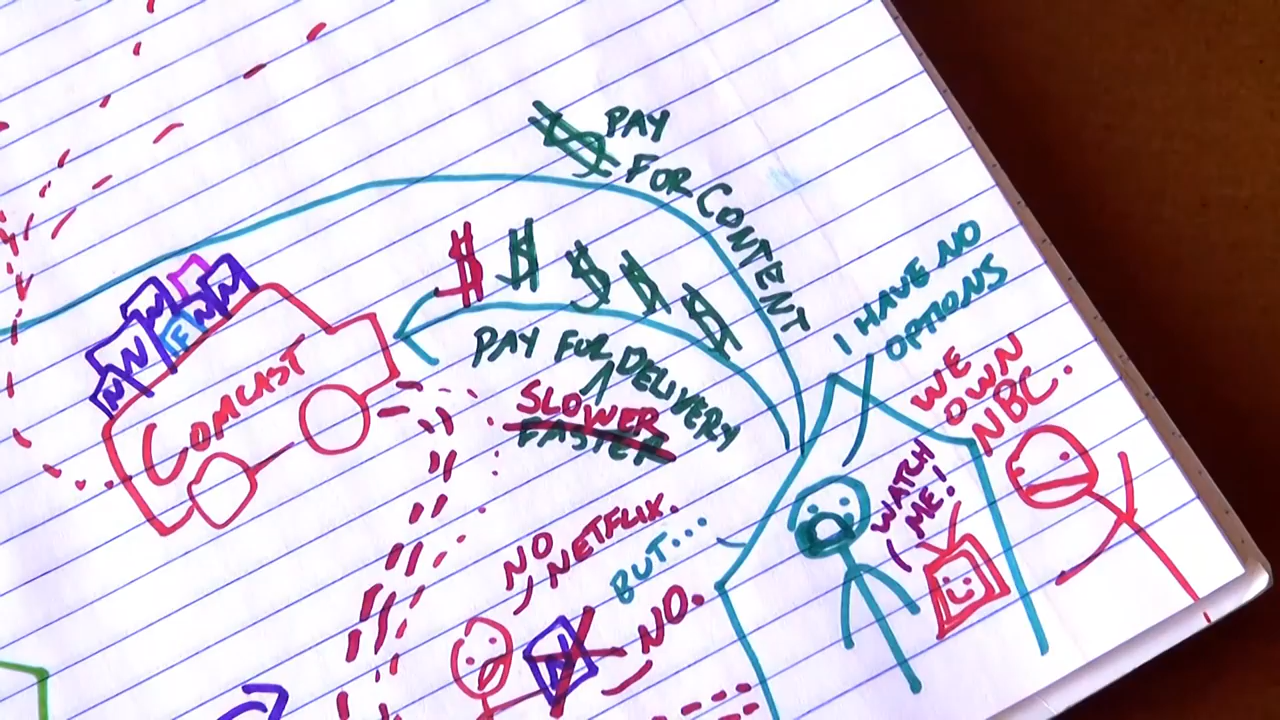 $ PAY
FOR CONTENT
$ $ $ $ $
PAY FOR DELIVERY
SLOWER
FASTER
I HAVE NO
OPTIONS
WE
OWN
NBC.
WATCH
ME!
N N
N N
E
N
COMCAST
NO
NETFLIX.
BUT...
N
NO.